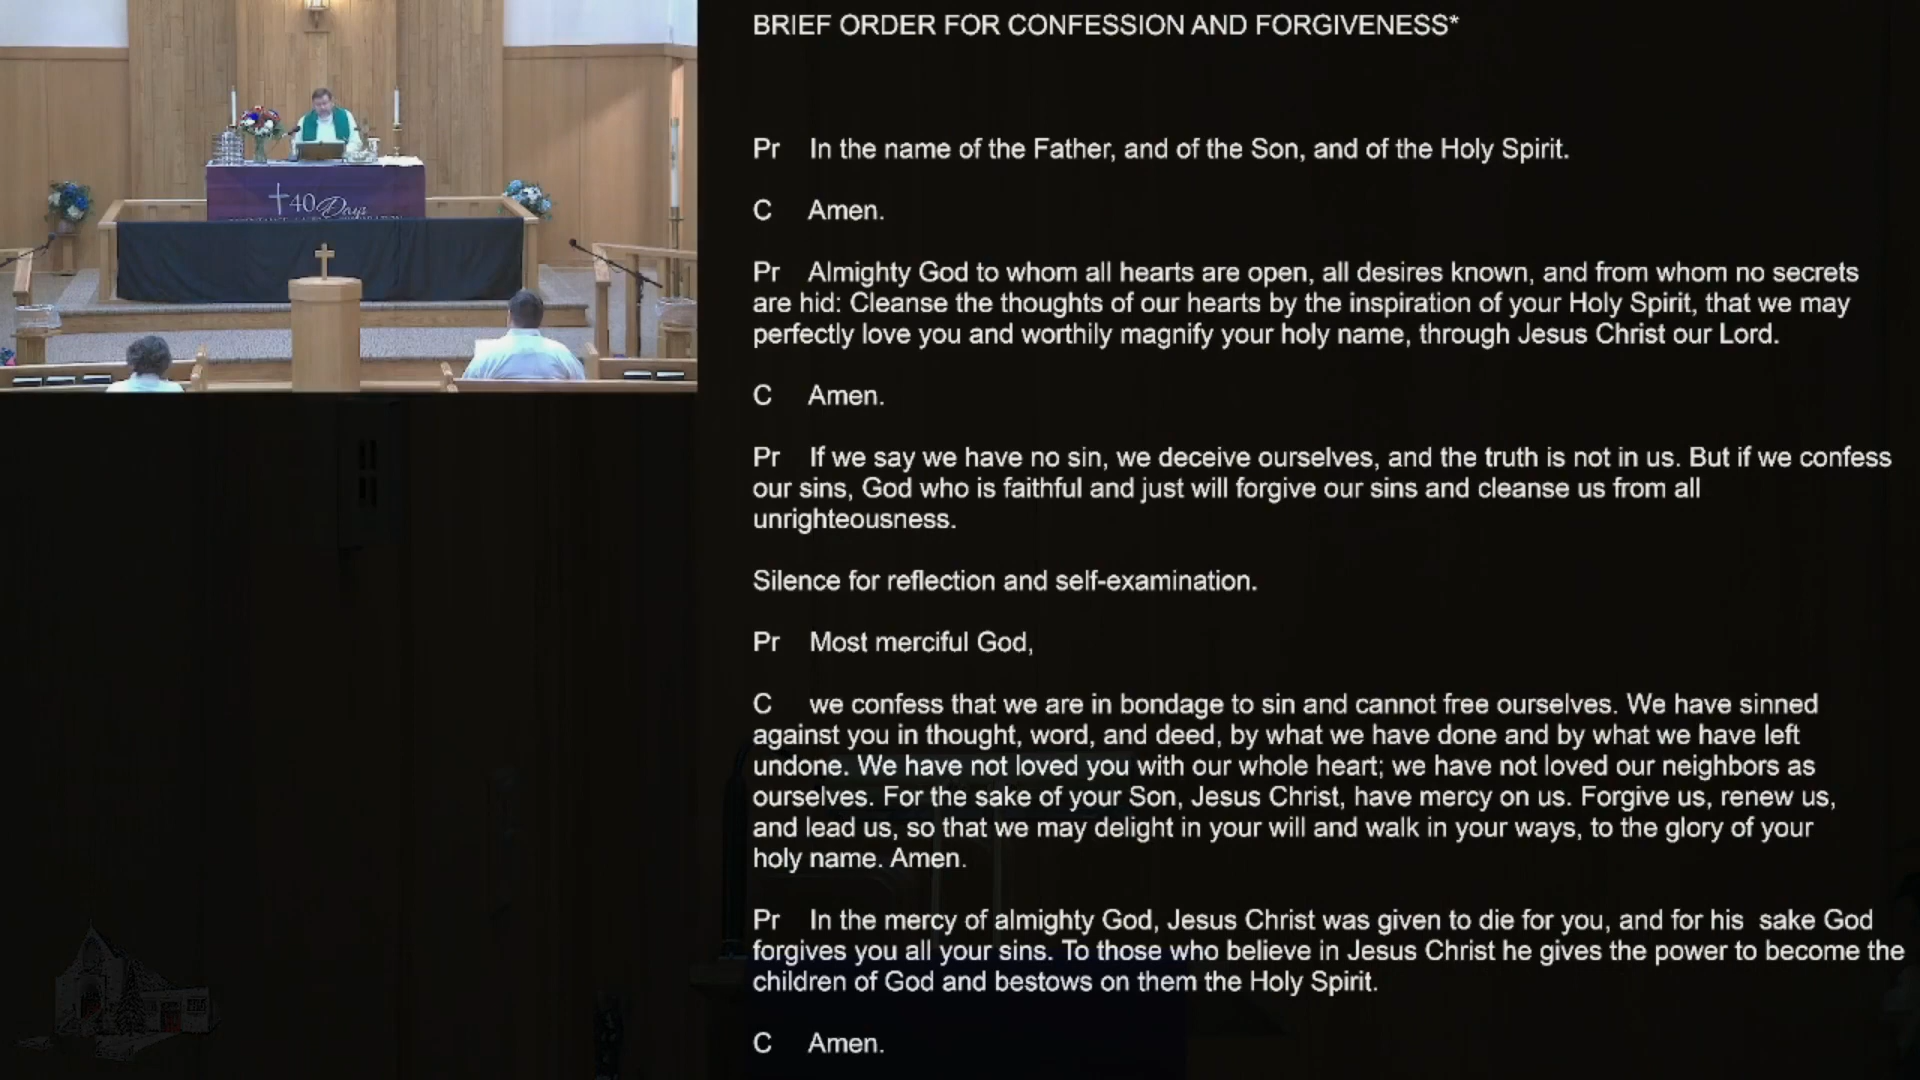 BRIEF ORDER FOR CONFESSION AND FORGIVENESS*
Pr In the name of the Father, and of the Son, and of the Holy Spirit.
C Amen.
Pr Almighty God to whom all hearts are open, all desires known, and from whom no secrets
are hid: Cleanse the thoughts of our hearts by the inspiration of your Holy Spirit, that we may
perfectly love you and worthily magnify your holy name, through Jesus Christ our Lord.
C Amen.
Pr If we say we have no sin, we deceive ourselves, and the truth is not in us. But if we confess
our sins, God who is faithful and just will forgive our sins and cleanse us from all
unrighteousness.
Silence for reflection and self-examination.
Pr Most merciful God,
C we confess that we are in bondage to sin and cannot free ourselves. We have sinned
against you in thought, word, and deed, by what we have done and by what we have left
undone. We have not loved you with our whole heart; we have not loved our neighbors as
ourselves. For the sake of your Son, Jesus Christ, have mercy on us. Forgive us, renew us,
and lead us, so that we may delight in your will and walk in your ways, to the glory of your
holy name. Amen.
Pr In the mercy of almighty God, Jesus Christ was given to die for you, and for his sake God
forgives you all your sins. To those who believe in Jesus Christ he gives the power to become the
children of God and bestows on them the Holy Spirit.
C Amen.
40 Days